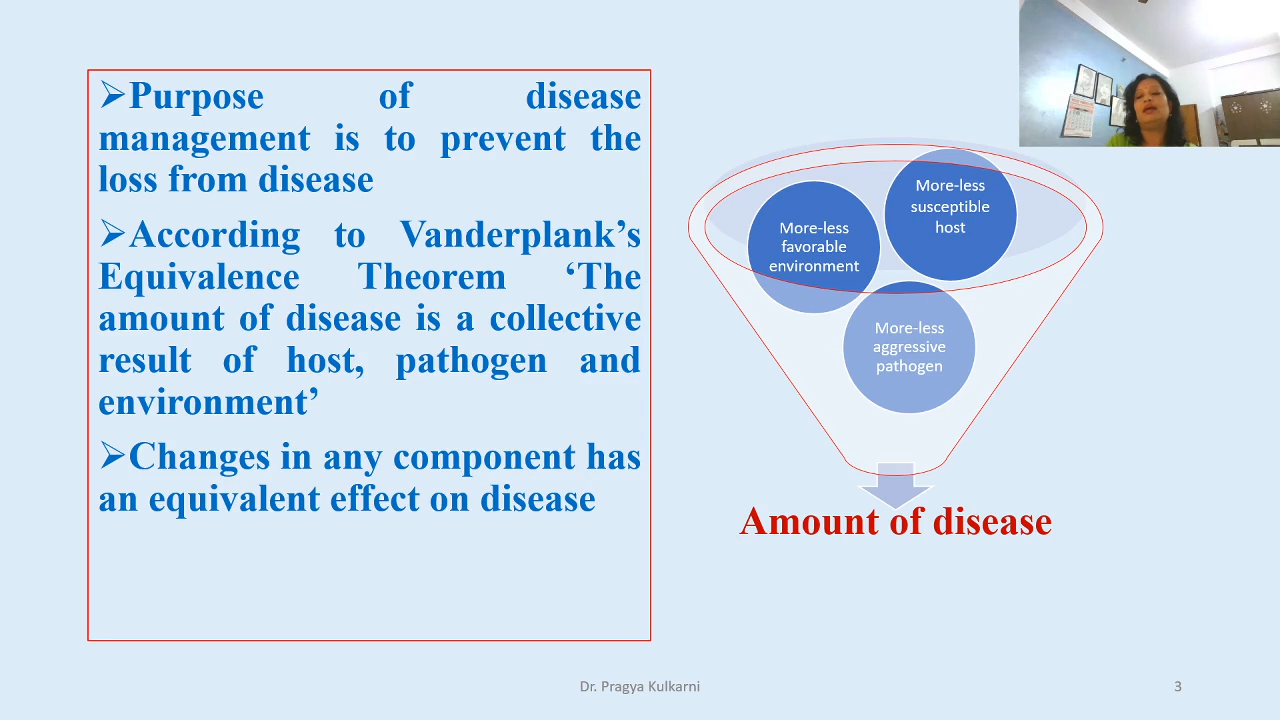 ➢Purpose of disease
management is to prevent the
loss from disease
➢According to Vanderplank’s
Equivalence Theorem ‘The
amount of disease is a collective
result of host, pathogen and
environment’
➢Changes in any component has
an equivalent effect on disease
More-less
favorable
environment
More-less
susceptible
host
More-less
aggressive
pathogen
Amount of disease
Dr. Pragya Kulkarni
3